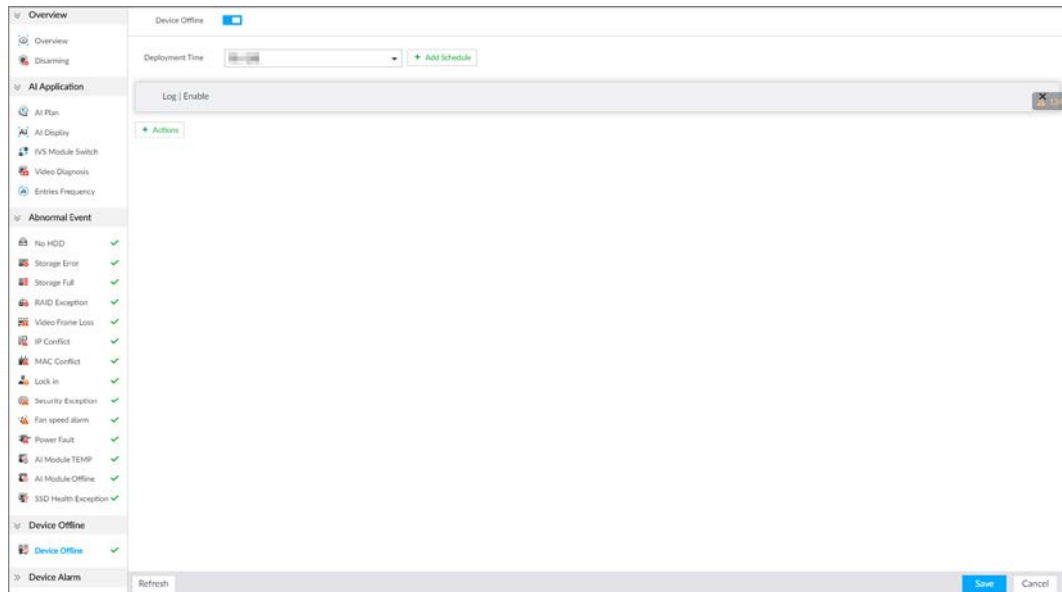 Overview
Overview
Disarming
AI Application
AI Plan
AI Display
IVS Module Switch
Video Diagnosis
Entries Frequency
Abnormal Event
No HDD
Storage Error
Storage Full
RAID Exception
Video Frame Loss
IP Conflict
MAC Conflict
Lock in
Security Exception
Fan speed alarm
Power Fault
AI Module TEMP
AI Module Offline
SSD Health Exception
Device Offline
Device Offline
Device Alarm
Device Offline
Deployment Time
+ Add Schedule
Log | Enable
+ Actions
Refresh
Save
Cancel